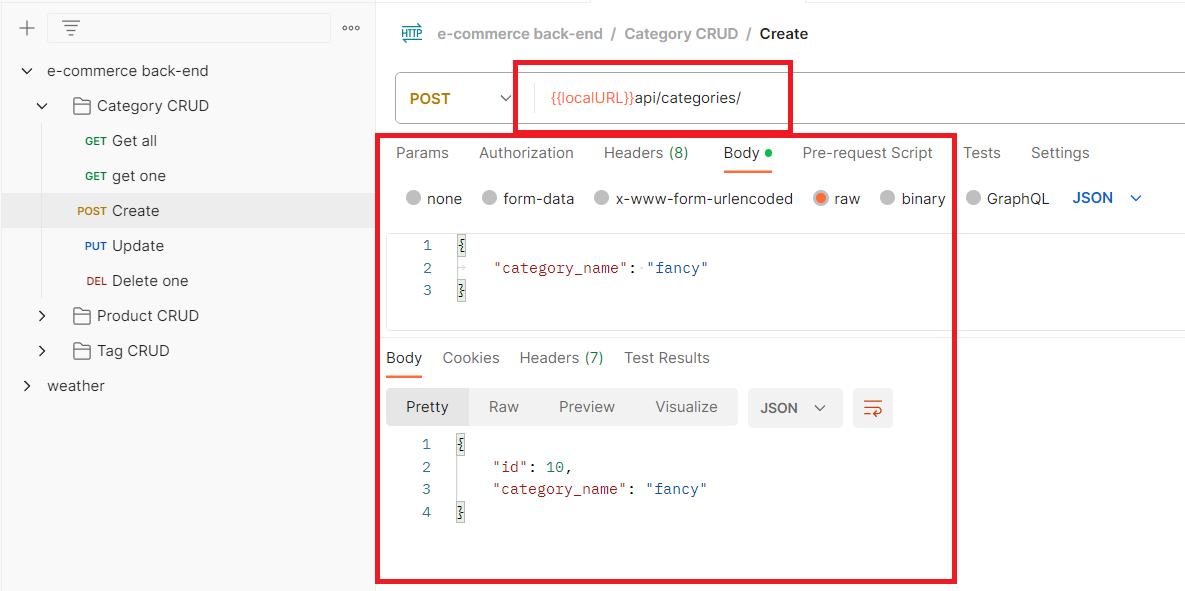 HTTP e-commerce back-end / Category CRUD / Create
e-commerce back-end
Category CRUD
GET Get all
GET get one
POST Create
PUT Update
DEL Delete one
Product CRUD
Tag CRUD
weather
POST {{localURL}}api/categories/
Params Authorization Headers (8) Body Pre-request Script Tests Settings
none form-data x-www-form-urlencoded raw binary GraphQL JSON
1 {
2 "category_name": "fancy"
3 }
Body Cookies Headers (7) Test Results
Pretty Raw Preview Visualize JSON
1 {
2 "id": 10,
3 "category_name": "fancy"
4 }